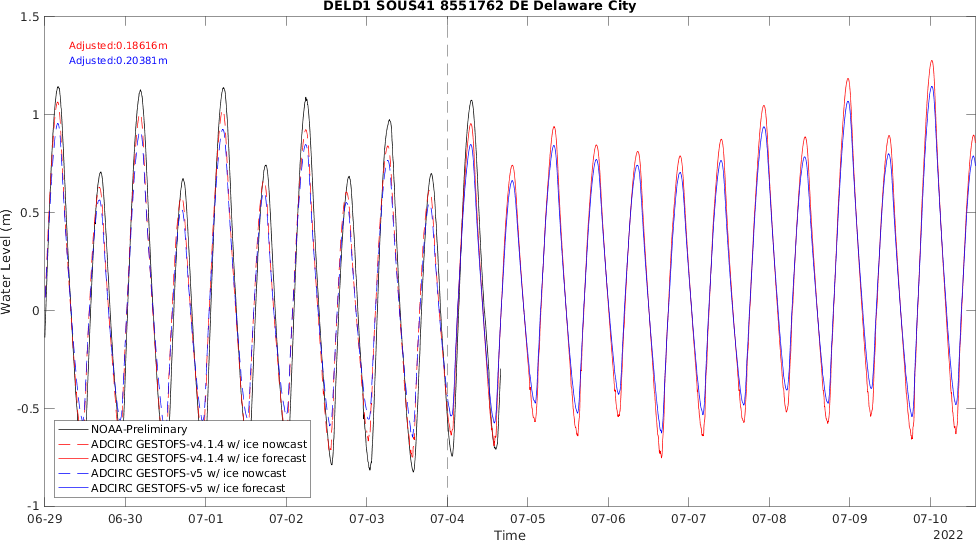 DELD1 SOUS41 8551762 DE Delaware City
1.5
Adjusted:0.18616m
Adjusted:0.20381m
1
0.5
Water Level (m)
0
-0.5
NOAA-Preliminary
ADCIRC GESTOFS-v4.1.4 w/ ice nowcast
ADCIRC GESTOFS-v4.1.4 w/ ice forecast
ADCIRC GESTOFS-v5 w/ ice nowcast
ADCIRC GESTOFS-v5 w/ ice forecast
-1
06-29 06-30 07-01 07-02 07-03 07-04 07-05 07-06 07-07 07-08 07-09 07-10
Time
2022